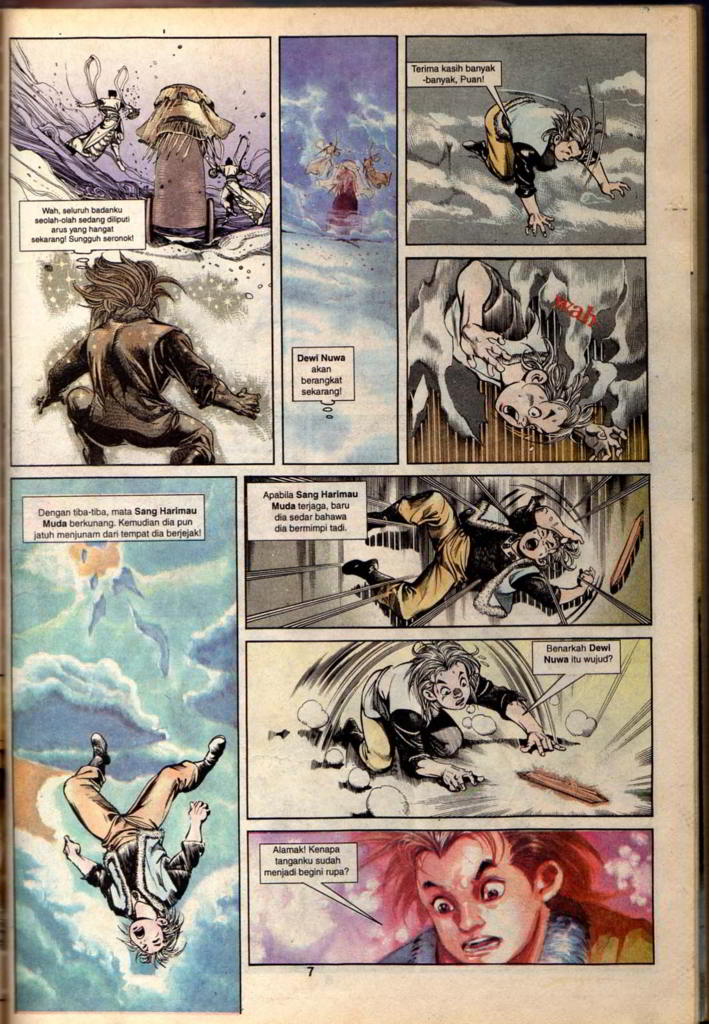 Wah, seluruh badanku
seolah-olah sedang diliputi
arus yang hangat
sekarang! Sungguh seronok!
Dewi Nuwa
akan
berangkat
sekarang!
Terima kasih banyak
-banyak, Puan!
wah
Dengan tiba-tiba, mata Sang Harimau
Muda berkunang. Kemudian dia pun
jatuh menjunam dari tempat dia berjejak!
Apabila Sang Harimau
Muda terjaga, baru
dia sedar bahawa
dia bermimpi tadi.
Benarkah Dewi
Nuwa itu wujud?
Alamak! Kenapa
tanganku sudah
menjadi begini rupa?
7